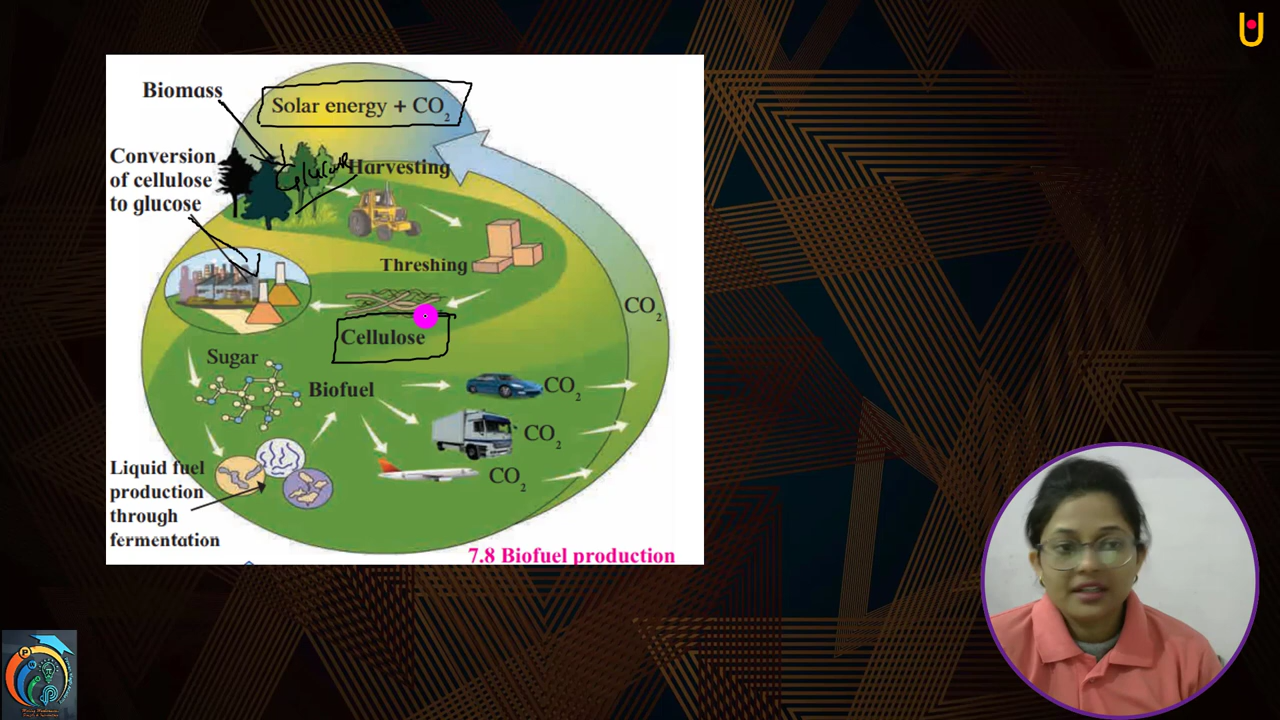 Biomass
Solar energy + CO₂
Conversion
of cellulose
to glucose
Harvesting
Threshing
CO₂
Cellulose
Sugar
Biofuel
CO₂
CO₂
CO₂
Liquid fuel
production
through
fermentation
7.8 Biofuel production